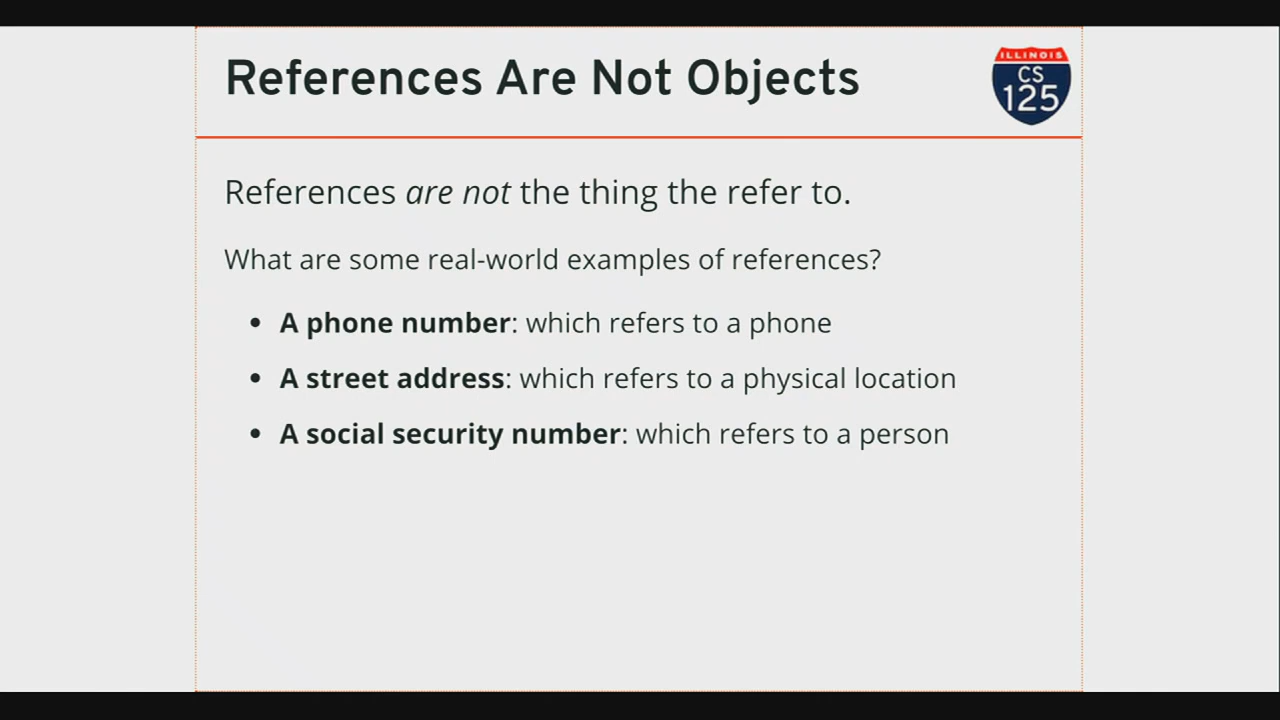 References Are Not Objects
ILLINOIS
CS
125
References are not the thing the refer to.
What are some real-world examples of references?
• A phone number: which refers to a phone
• A street address: which refers to a physical location
• A social security number: which refers to a person